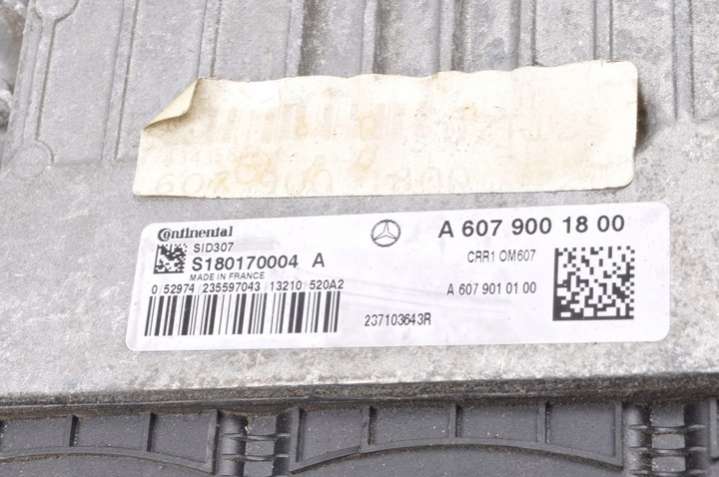 Continental
SID307
S180170004 A
MADE IN FRANCE
0 52974 235597043 13210 520A2
A 607 900 18 00
CRR1 OM607
A 607 901 01 00
237103643R